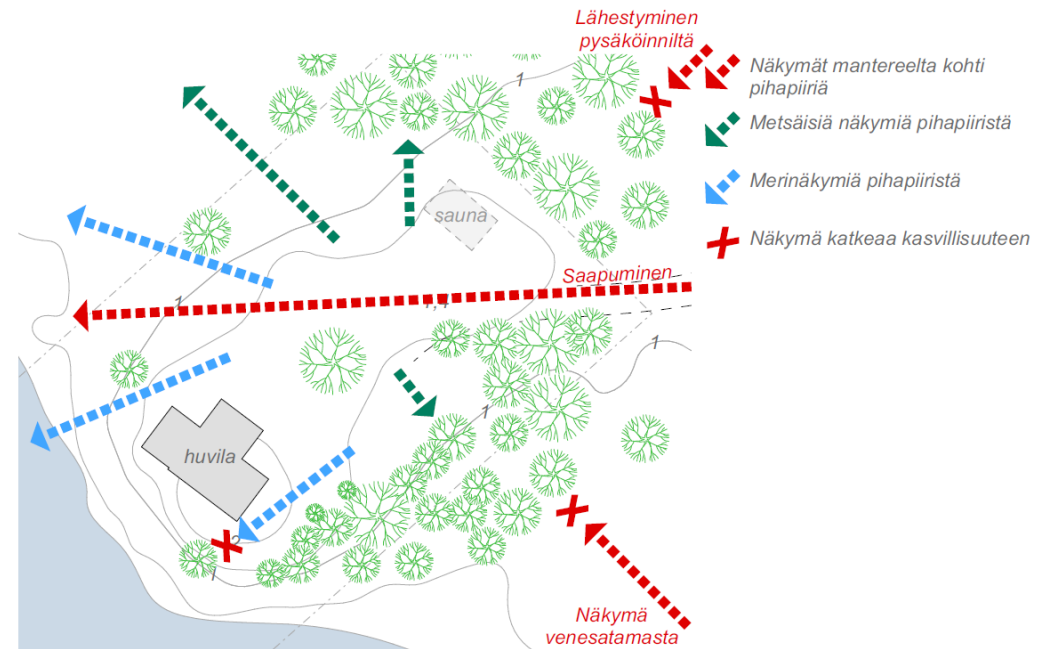 Lähestyminen
pysäköinniltä
Näkymät mantereelta kohti
pihapiiriä
Metsäisiä näkymiä pihapiiristä
Merinäkymiä pihapiiristä
Näkymä katkeaa kasvillisuuteen
1
sauna
Saapuminen
1
1
1
huvila
1
Näkymä
venesatamasta